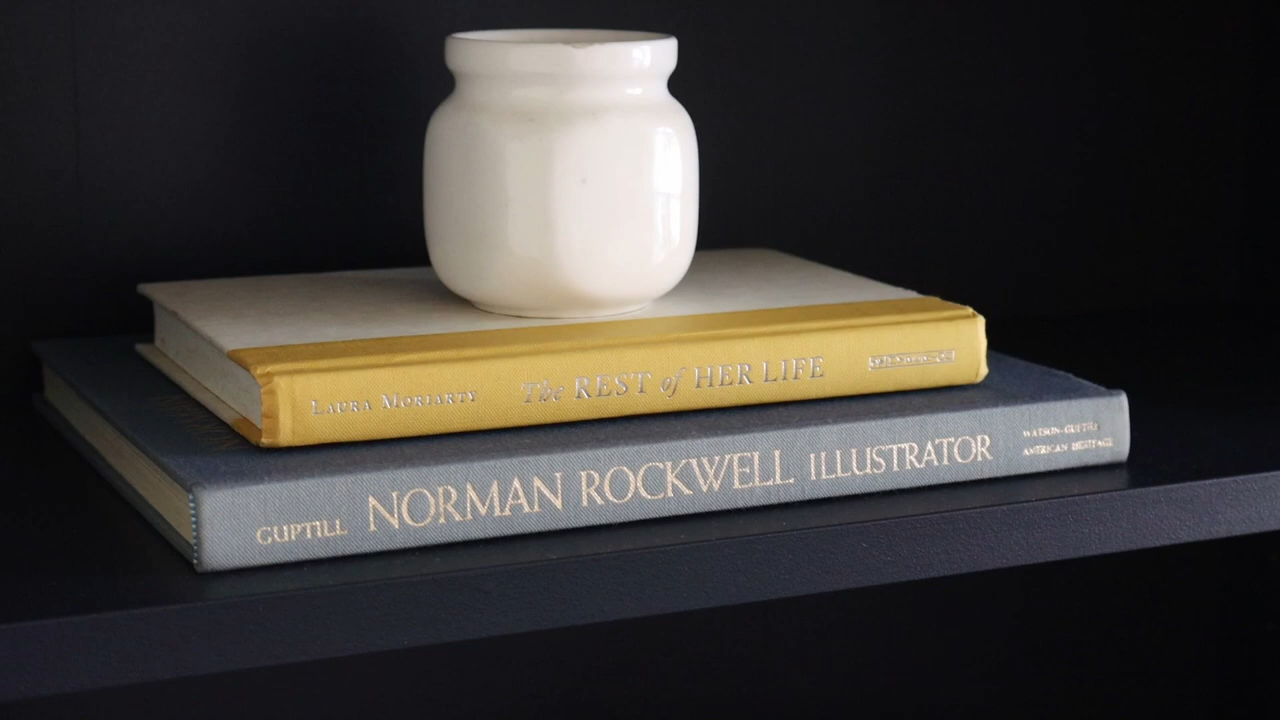 LAURA MORIARTY The REST of HER LIFE
GUPTILL NORMAN ROCKWELL ILLUSTRATOR
WATSON-GUPTILL
AMERICAN HERITAGE